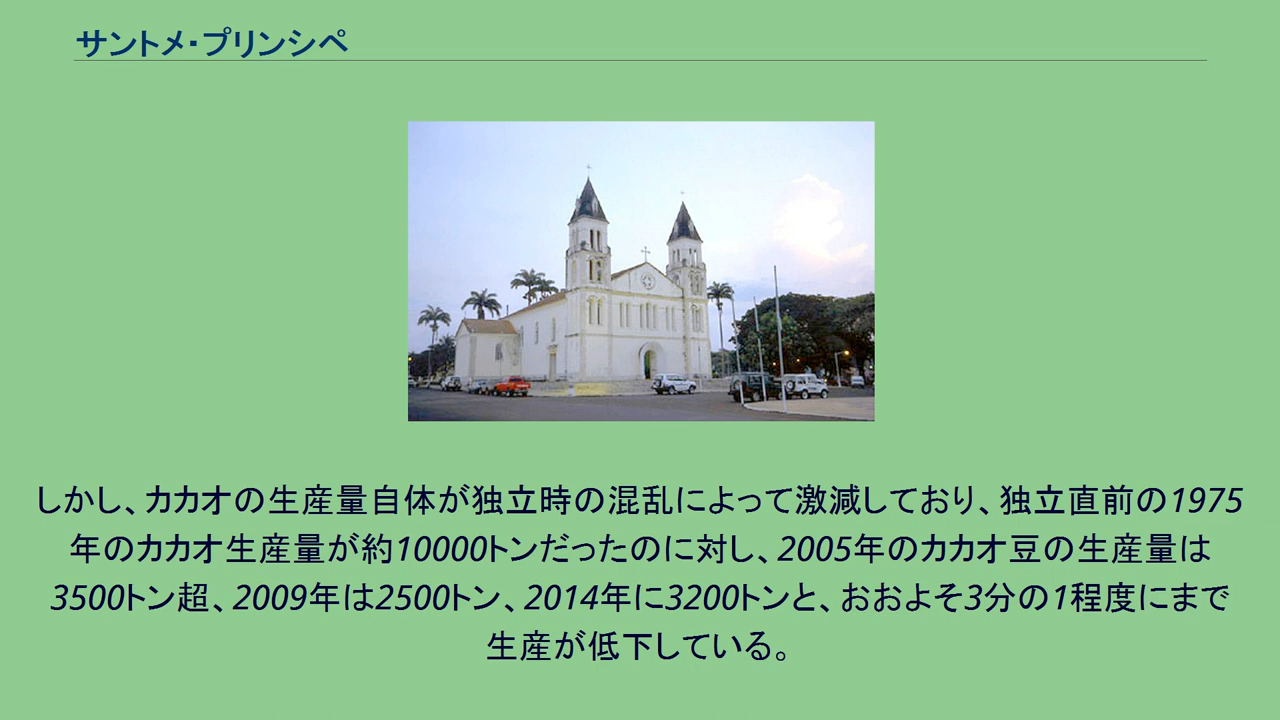 サントメ・プリンシペ
しかし、カカオの生産量自体が独立時の混乱によって激減しており、独立直前の1975
年のカカオ生産量が約10000トンだったのに対し、2005年のカカオ豆の生産量は
3500トン超、2009年は2500トン、2014年に3200トンと、おおよそ3分の1程度にまで
生産が低下している。